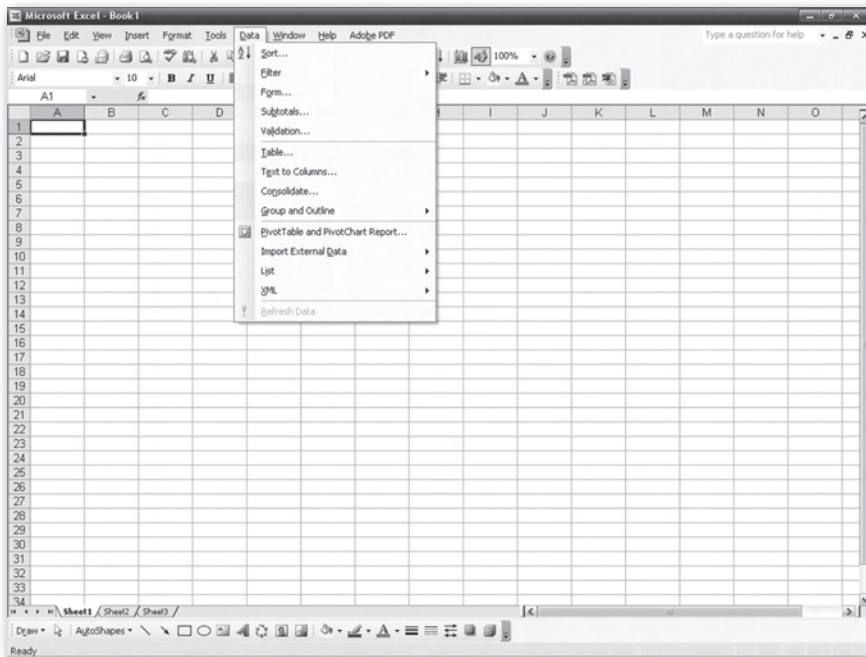 Microsoft Excel - Book1
File Edit View Insert Format Tools Data Window Help Adobe PDF Type a question for help
100%
Arial 10 B I U A
A1 fx
A B C D I J K L M N O
Sort...
Filter
Form...
Subtotals...
Validation...
Table...
Text to Columns...
Consolidate...
Group and Outline
PivotTable and PivotChart Report...
Import External Data
List
XML
Refresh Data
1
2
3
4
5
6
7
8
9
10
11
12
13
14
15
16
17
18
19
20
21
22
23
24
25
26
27
28
29
30
31
32
33
34
Sheet1 Sheet2 Sheet3
Draw AutoShapes A
Ready